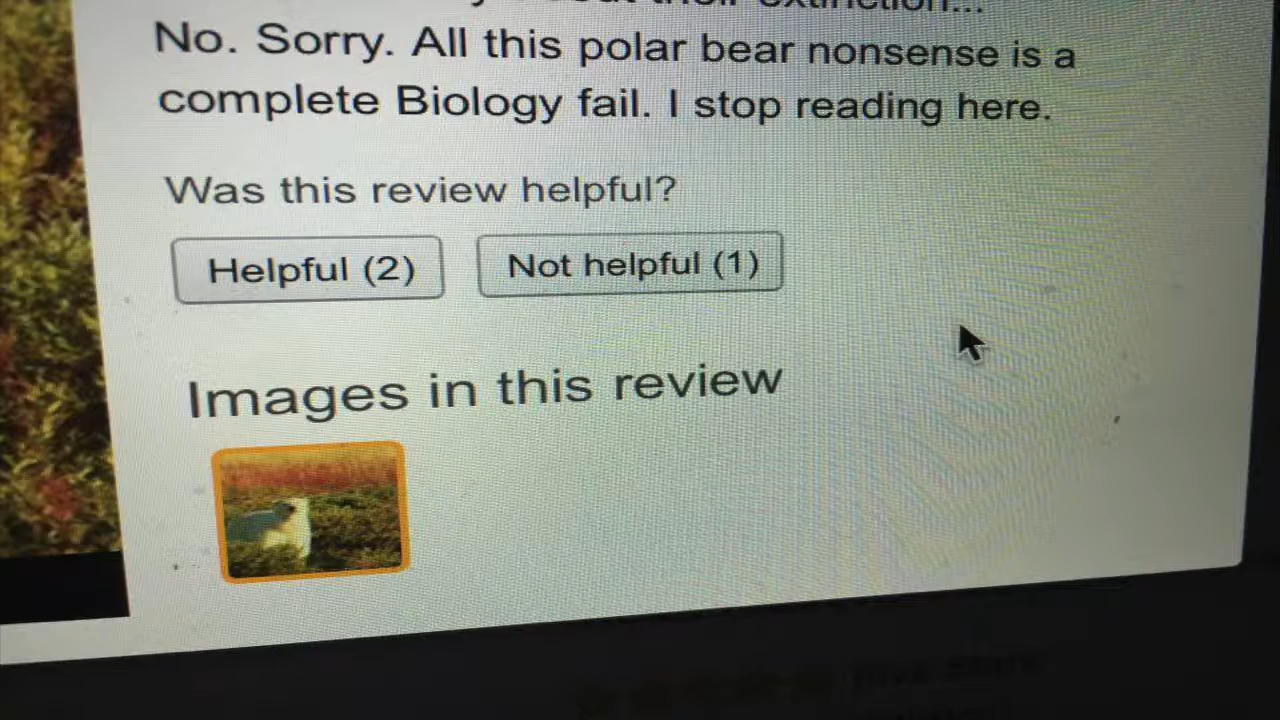 extinction...
No. Sorry. All this polar bear nonsense is a
complete Biology fail. I stop reading here.
Was this review helpful?
Helpful (2)
Not helpful (1)
Images in this review